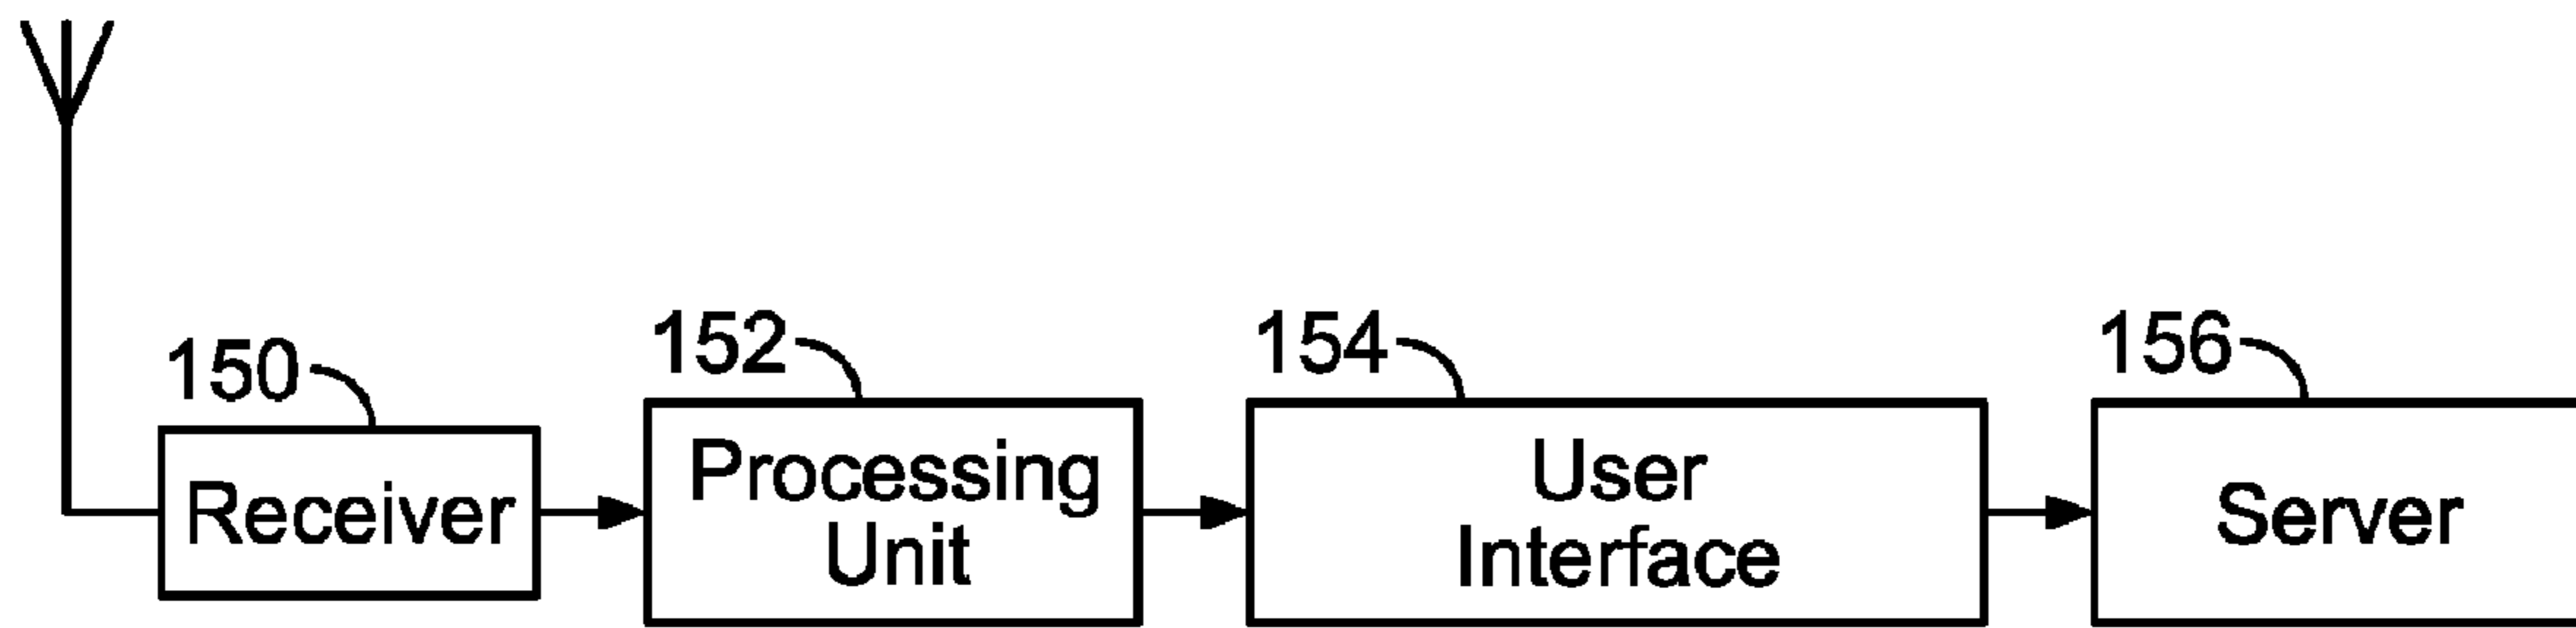 150
152
154
156
Receiver
Processing
Unit
User
Interface
Server